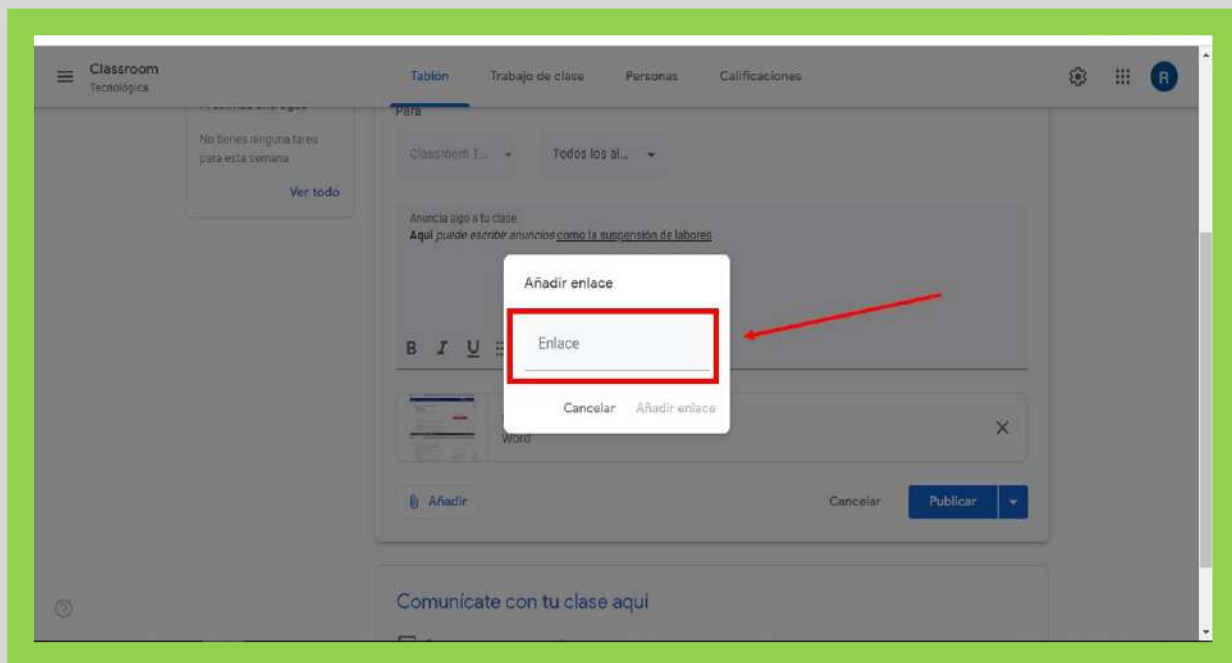 Classroom
Tecnológica
Tablón
Trabajo de clase
Personas
Calificaciones
R
No tienes ninguna tarea
para esta semana
Ver todo
Para
Classroom T...
Todos los al...
Anuncia algo a tu clase
Aquí puede escribir anuncios como la suspensión de labores
B I U
Añadir enlace
Enlace
Cancelar
Añadir enlace
Word
Añadir
Cancelar
Publicar
Comunícate con tu clase aquí